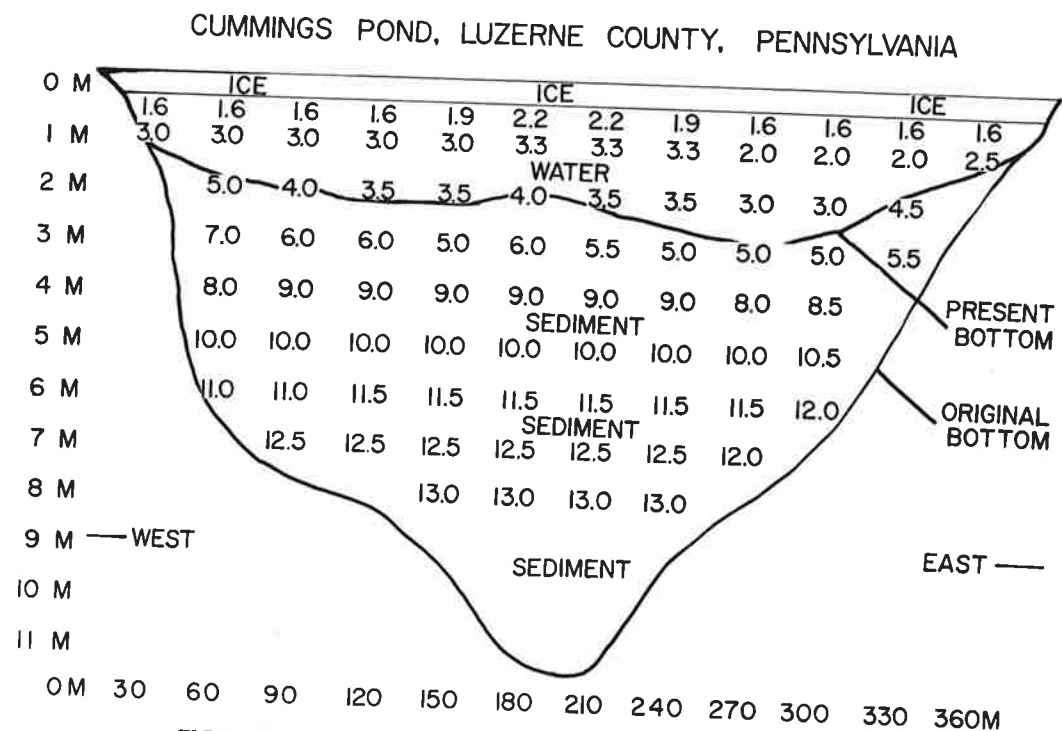 CUMMINGS POND, LUZERNE COUNTY, PENNSYLVANIA
0 M
ICE ICE ICE
1.6 1.6 1.6 1.6 1.9 2.2 2.2 1.9 1.6 1.6 1.6 1.6
1 M 3.0 3.0 3.0 3.0 3.0 3.3 3.3 3.3 2.0 2.0 2.0 2.5
WATER
2 M 5.0 4.0 3.5 3.5 4.0 3.5 3.5 3.0 3.0 4.5
3 M 7.0 6.0 6.0 5.0 6.0 5.5 5.0 5.0 5.0 5.5
4 M 8.0 9.0 9.0 9.0 9.0 9.0 9.0 8.0 8.5
PRESENT
BOTTOM
SEDIMENT
5 M 10.0 10.0 10.0 10.0 10.0 10.0 10.0 10.0 10.5
6 M 11.0 11.0 11.5 11.5 11.5 11.5 11.5 11.5 12.0
ORIGINAL
BOTTOM
SEDIMENT
7 M 12.5 12.5 12.5 12.5 12.5 12.5 12.0
8 M 13.0 13.0 13.0 13.0
9 M WEST
SEDIMENT
EAST
10 M
11 M
0 M 30 60 90 120 150 180 210 240 270 300 330 360M